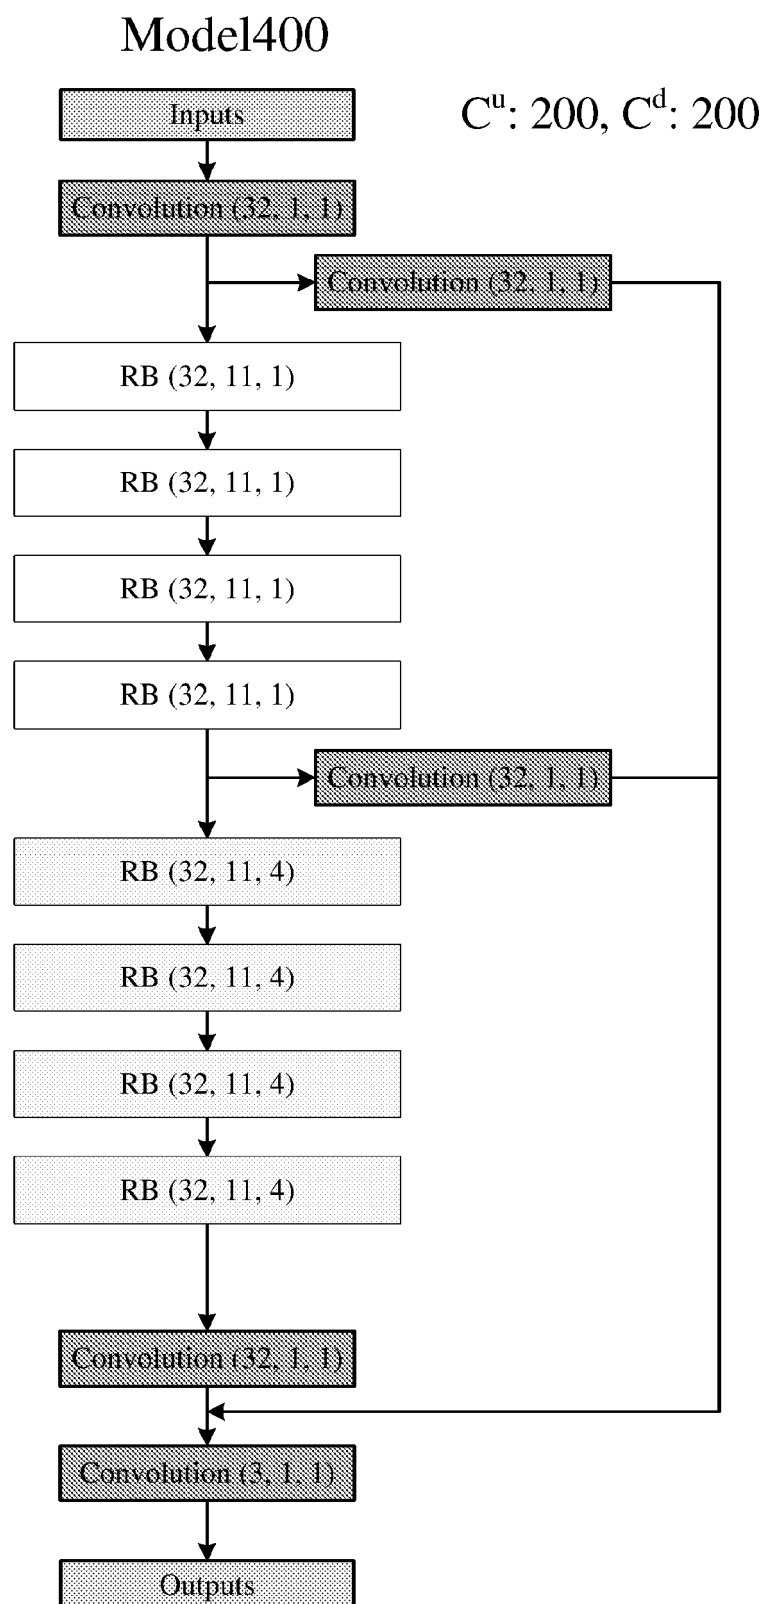 Model400
Inputs
C^u: 200, C^d: 200
Convolution (32, 1, 1)
Convolution (32, 1, 1)
RB (32, 11, 1)
RB (32, 11, 1)
RB (32, 11, 1)
RB (32, 11, 1)
Convolution (32, 1, 1)
RB (32, 11, 4)
RB (32, 11, 4)
RB (32, 11, 4)
RB (32, 11, 4)
Convolution (32, 1, 1)
Convolution (3, 1, 1)
Outputs